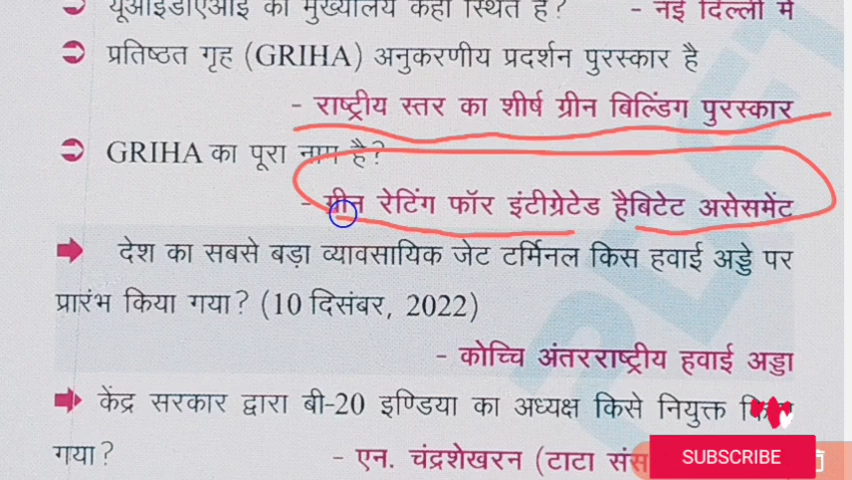 यूआईडीएआई का मुख्यालय कहाँ स्थित है? - नई दिल्ली में
प्रतिष्ठत गृह (GRIHA) अनुकरणीय प्रदर्शन पुरस्कार है
- राष्ट्रीय स्तर का शीर्ष ग्रीन बिल्डिंग पुरस्कार
GRIHA का पूरा नाम है?
- ग्रीन रेटिंग फॉर इंटीग्रेटेड हैबिटेट असेसमेंट
देश का सबसे बड़ा व्यावसायिक जेट टर्मिनल किस हवाई अड्डे पर
प्रारंभ किया गया? (10 दिसंबर, 2022)
- कोच्चि अंतरराष्ट्रीय हवाई अड्डा
केंद्र सरकार द्वारा बी-20 इण्डिया का अध्यक्ष किसे नियुक्त
गया? - एन. चंद्रशेखरन (टाटा
SUBSCRIBE